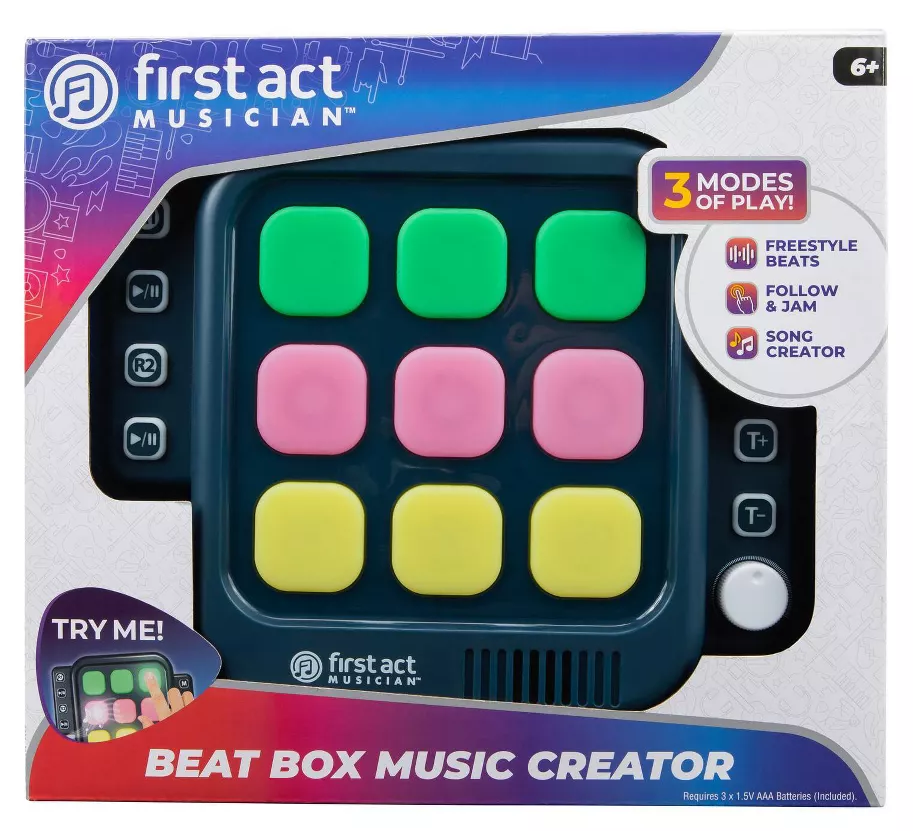 first act
MUSICIAN™
6+
3 MODES
OF PLAY!
FREESTYLE
BEATS
FOLLOW
& JAM
SONG
CREATOR
R2
T+
T-
TRY ME!
M
first act
MUSICIAN™
BEAT BOX MUSIC CREATOR
Requires 3 x 1.5V AAA Batteries (Included).